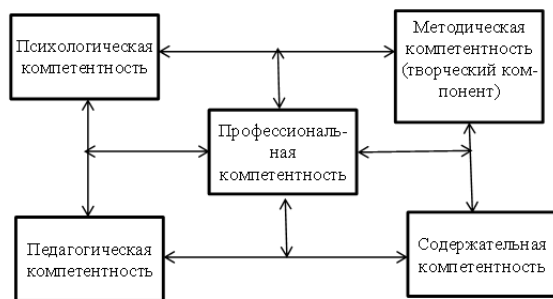 Психологическая
компетентность
Методическая
компетентность
(творческий ком-
понент)
Профессиональ-
ная
компетентность
Педагогическая
компетентность
Содержательная
компетентность